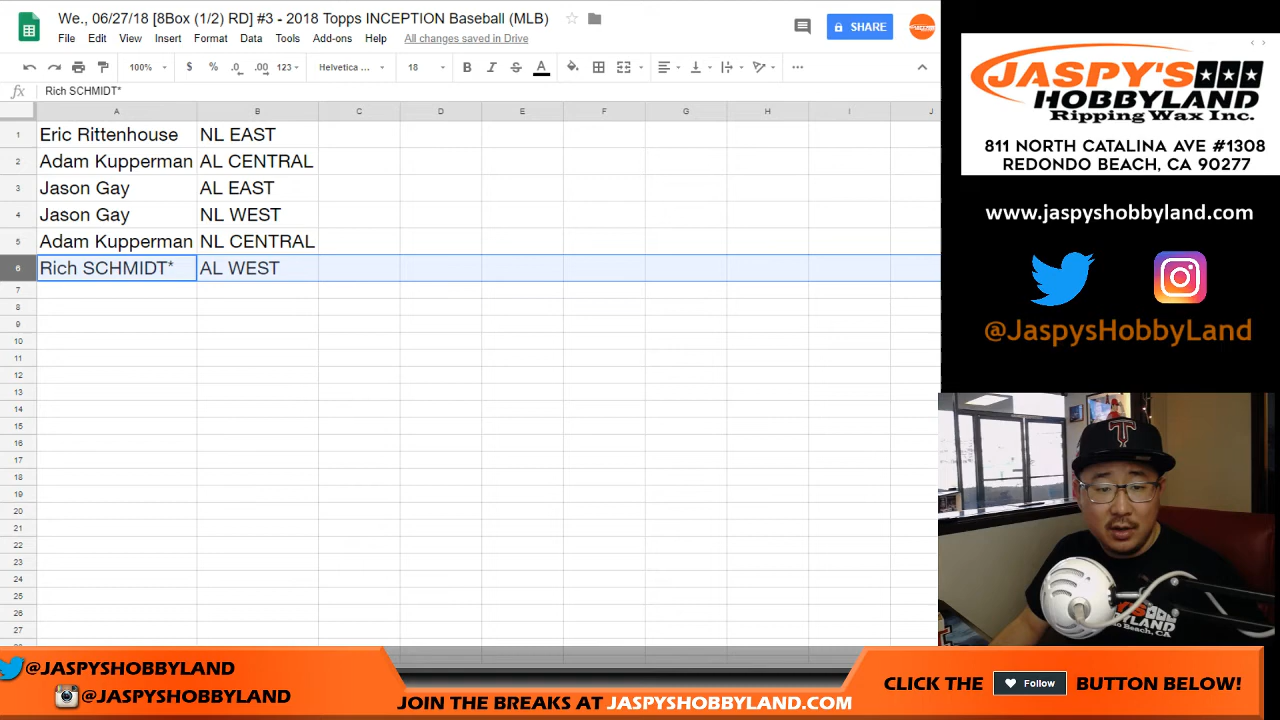 We., 06/27/18 [8Box (1/2) RD] #3 - 2018 Topps INCEPTION Baseball (MLB)
File Edit View Insert Format Data Tools Add-ons Help All changes saved in Drive
SHARE
100% $ % .0 .00 123 Helvetica ... 18 B I S A
fx Rich SCHMIDT*
A B C D E F G H I J
1 Eric Rittenhouse NL EAST
2 Adam Kupperman AL CENTRAL
3 Jason Gay AL EAST
4 Jason Gay NL WEST
5 Adam Kupperman NL CENTRAL
6 Rich SCHMIDT* AL WEST
7
8
9
10
11
12
13
14
15
16
17
18
19
20
21
22
23
24
25
26
27
JASPY'S
HOBBYLAND
Ripping Wax Inc.
811 NORTH CATALINA AVE #1308
REDONDO BEACH, CA 90277
www.jaspyshobbyland.com
@JaspysHobbyLand
T
JASPY'S
HOBBYLAND
@JASPYSHOBBYLAND
@JASPYSHOBBYLAND
JOIN THE BREAKS AT JASPYSHOBBYLAND.COM
CLICK THE Follow BUTTON BELOW!